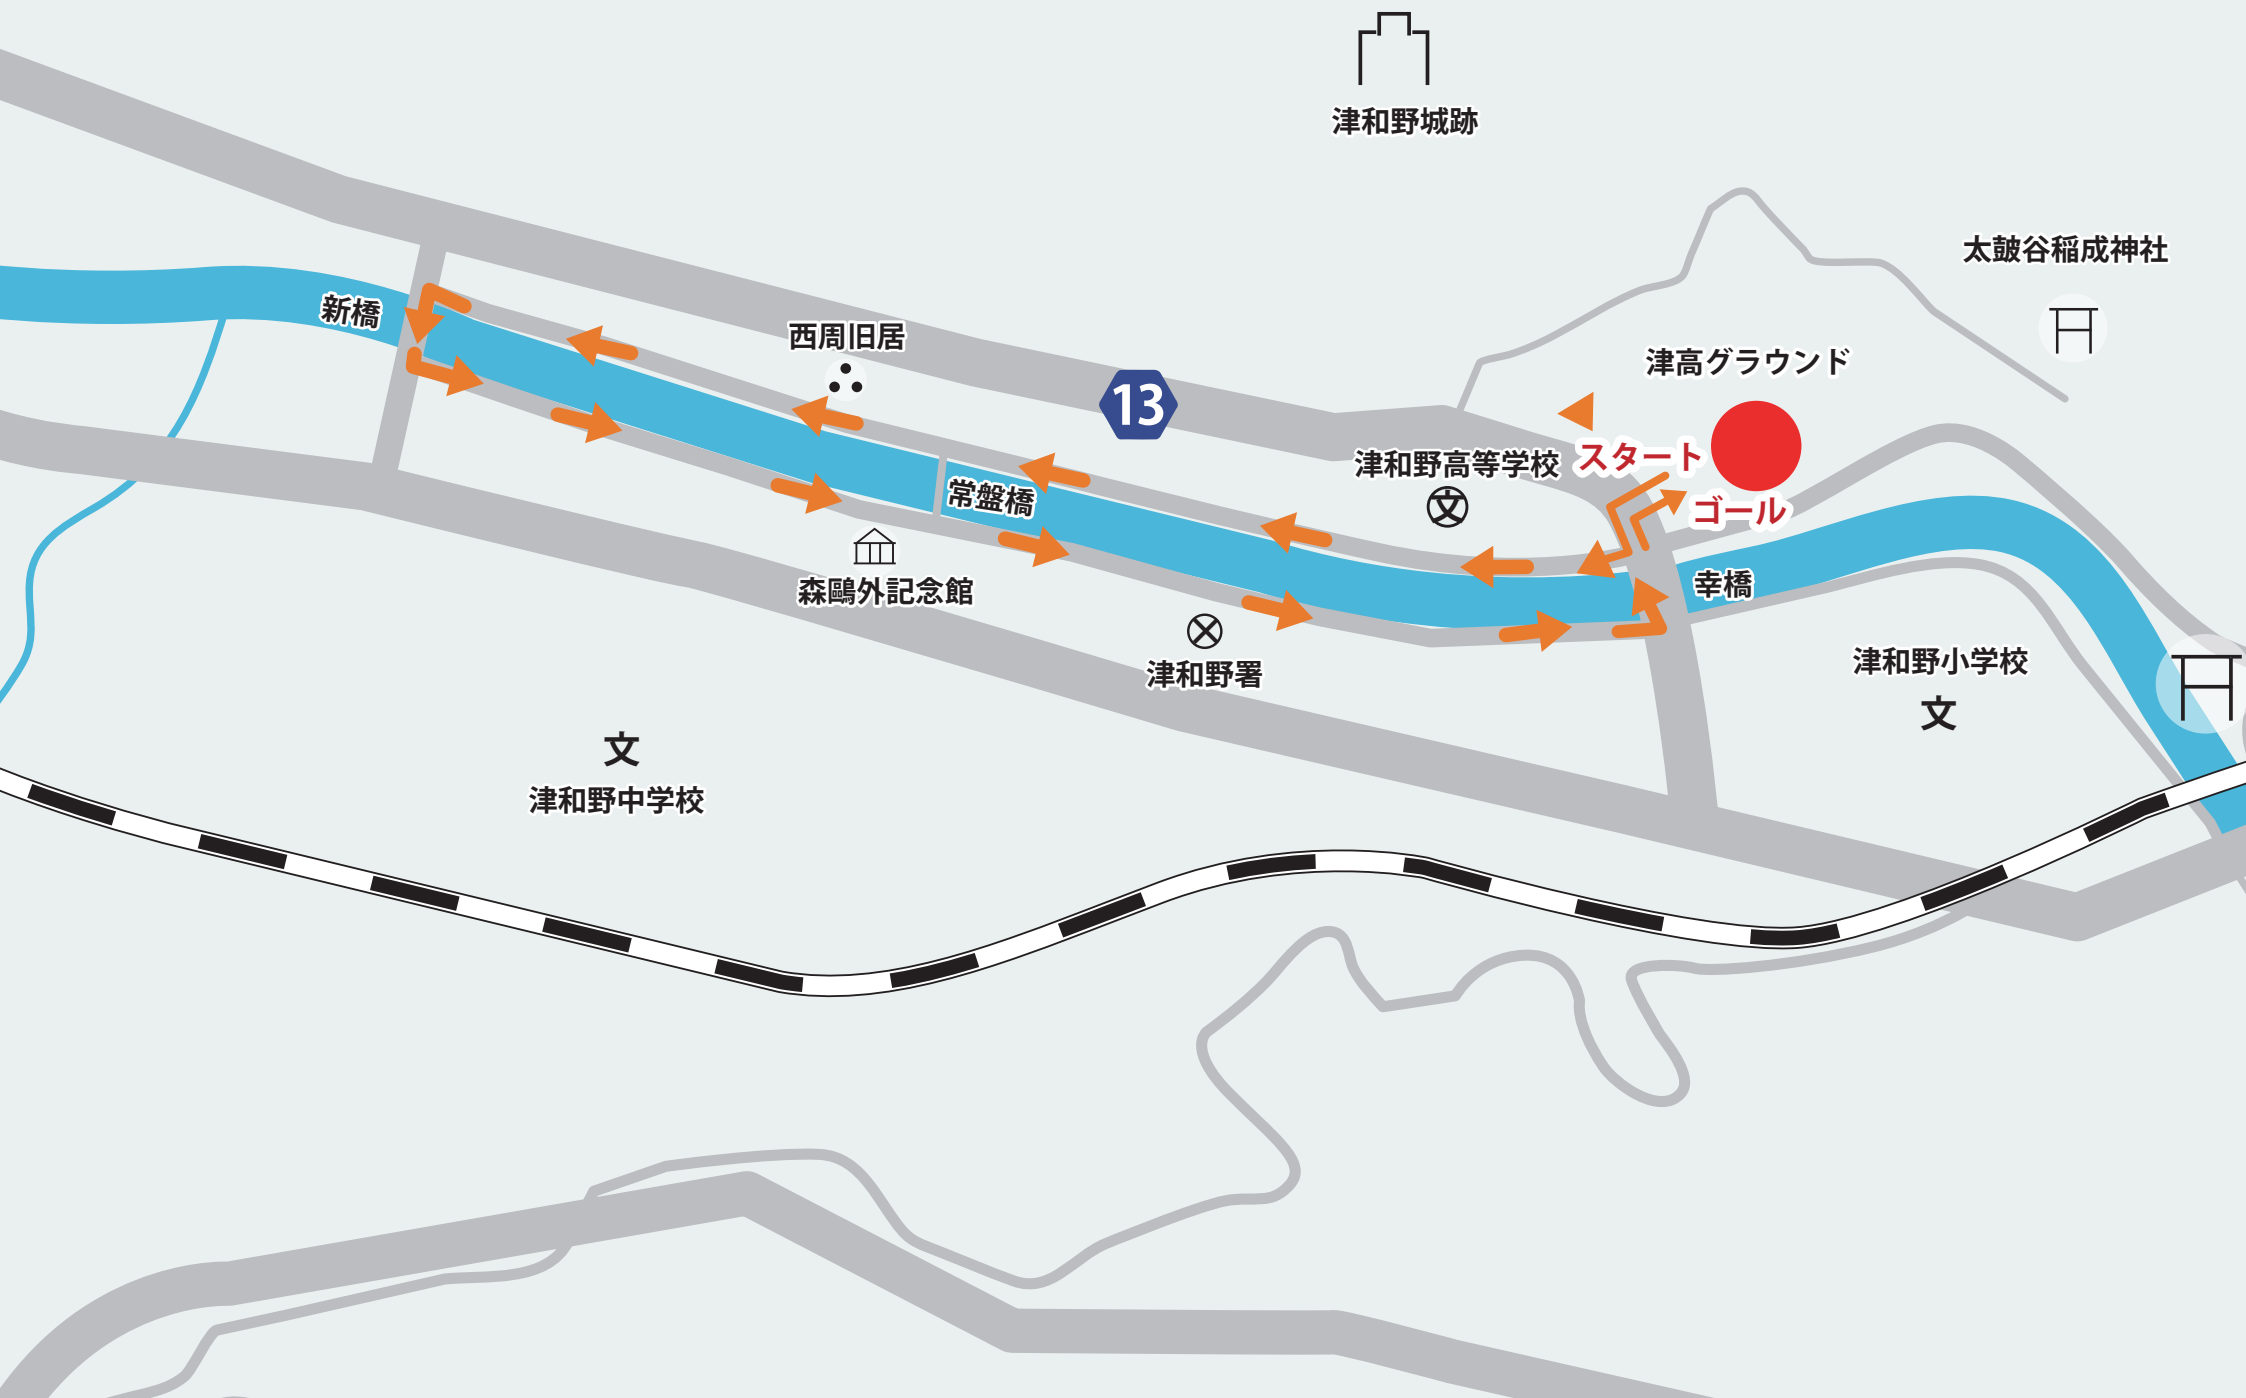 津和野城跡
太皷谷稲成神社
新橋
西周旧居
津高グラウンド
13
スタート
津和野高等学校
文
常盤橋
ゴール
森鷗外記念館
幸橋
津和野署
津和野小学校
文
文
津和野中学校